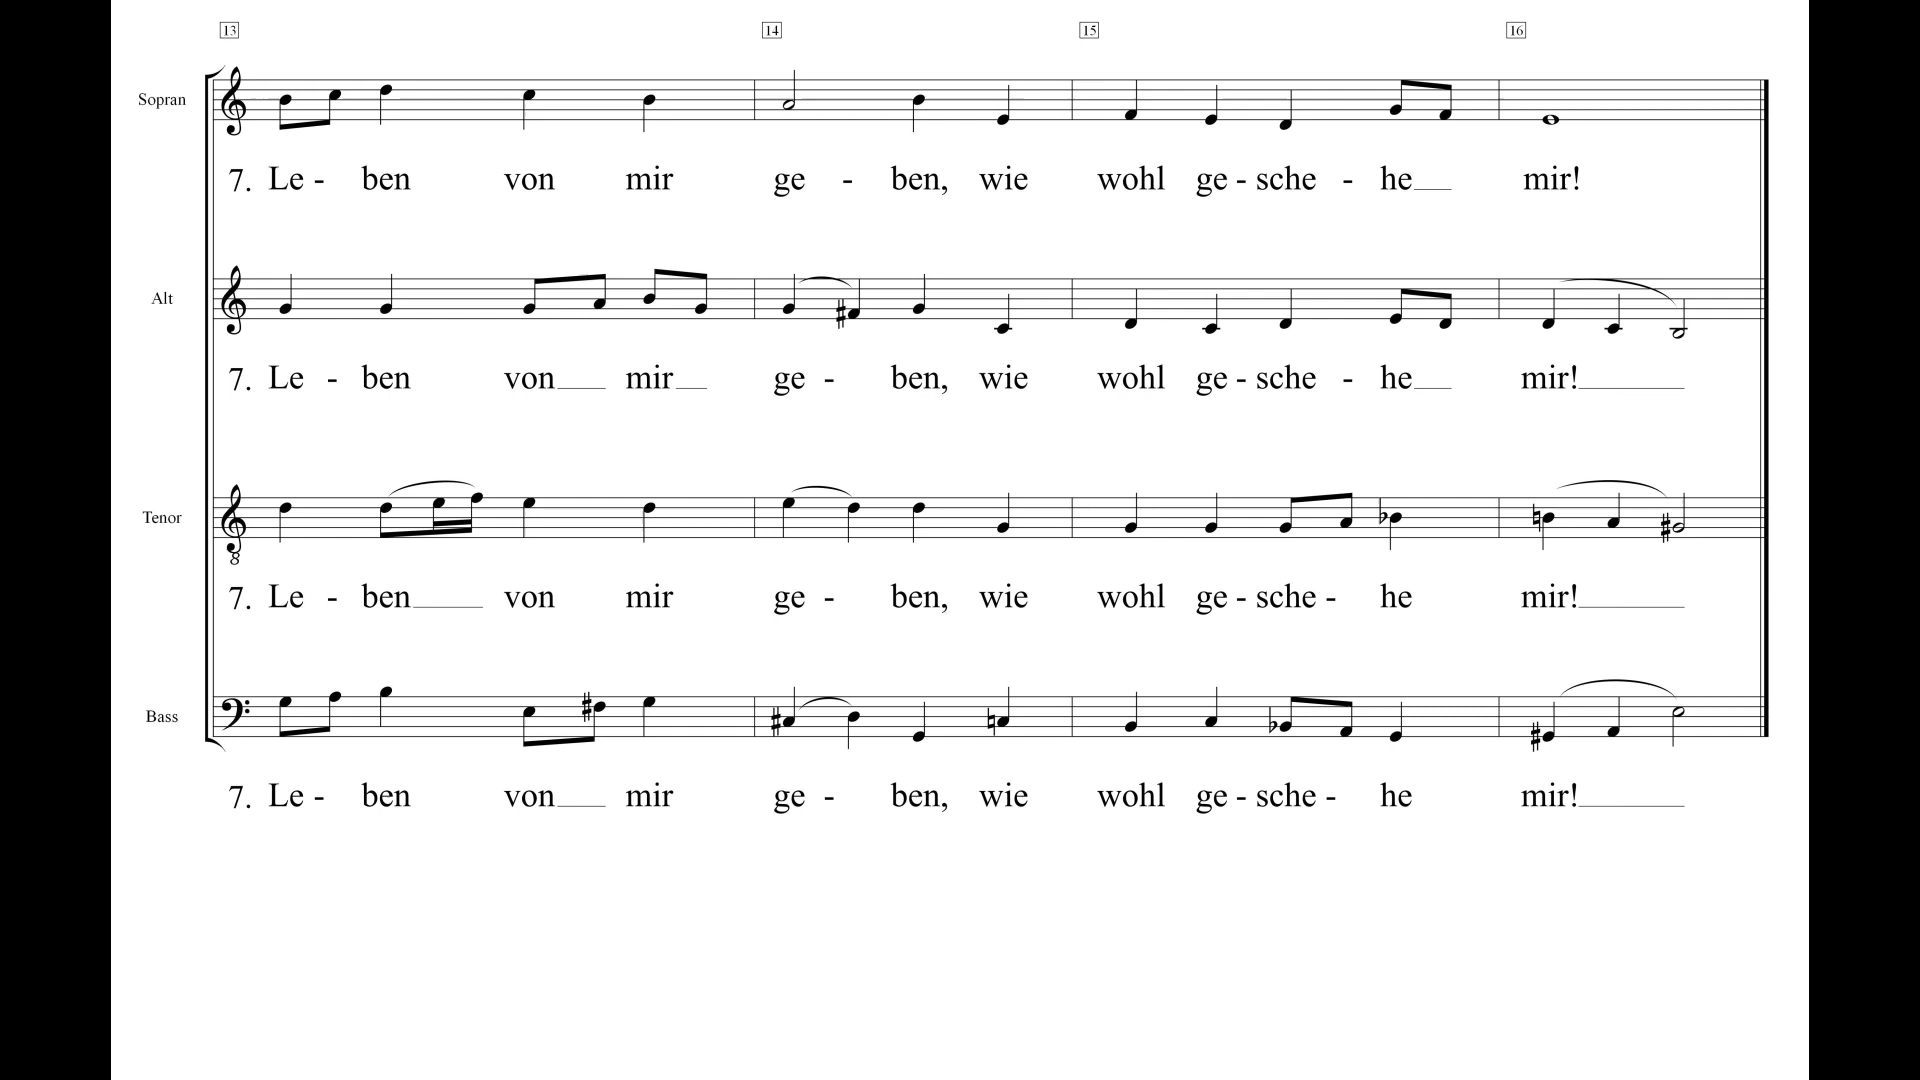 13 14 15 16
Sopran
7. Le - ben von mir ge - ben, wie wohl ge - sche - he mir!
Alt
7. Le - ben von mir ge - ben, wie wohl ge - sche - he mir!
Tenor
8
7. Le - ben von mir ge - ben, wie wohl ge - sche - he mir!
Bass
7. Le - ben von mir ge - ben, wie wohl ge - sche - he mir!